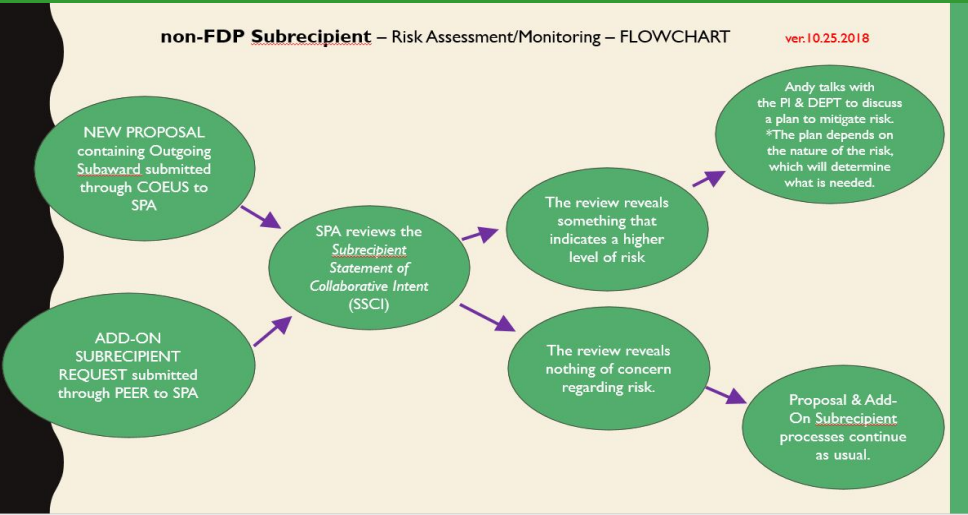 non-FDP Subrecipient – Risk Assessment/Monitoring – FLOWCHART
ver.10.25.2018
NEW PROPOSAL
containing Outgoing
Subaward submitted
through COEUS to
SPA
ADD-ON
SUBRECIPIENT
REQUEST submitted
through PEER to SPA
SPA reviews the
Subrecipient
Statement of
Collaborative Intent
(SSCI)
The review reveals
something that
indicates a higher
level of risk
Andy talks with
the PI & DEPT to discuss
a plan to mitigate risk.
*The plan depends on
the nature of the risk,
which will determine
what is needed.
The review reveals
nothing of concern
regarding risk.
Proposal & Add-
On Subrecipient
processes continue
as usual.